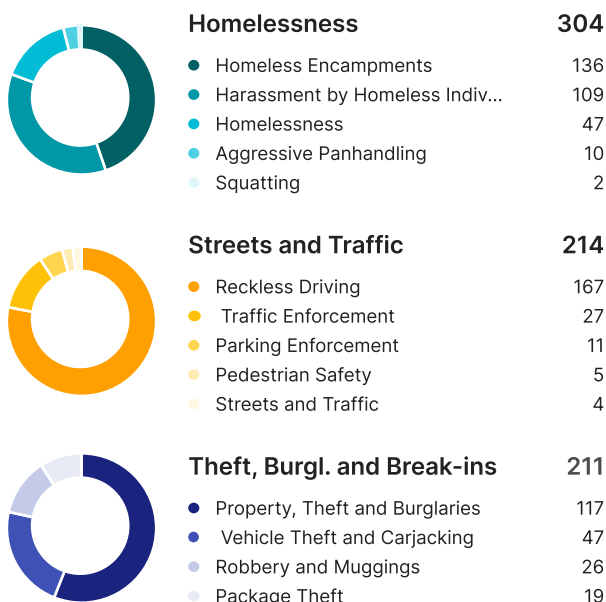 Homelessness 304
Homeless Encampments 136
Harassment by Homeless Indiv... 109
Homelessness 47
Aggressive Panhandling 10
Squatting 2
Streets and Traffic 214
Reckless Driving 167
Traffic Enforcement 27
Parking Enforcement 11
Pedestrian Safety 5
Streets and Traffic 4
Theft, Burgl. and Break-ins 211
Property, Theft and Burglaries 117
Vehicle Theft and Carjacking 47
Robbery and Muggings 26
Package Theft 19